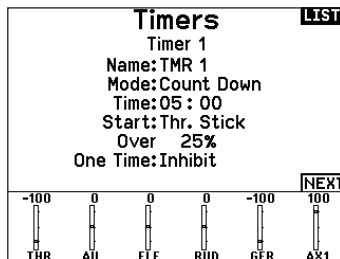 Timers
LIST
Timer 1
Name: TMR 1
Mode: Count Down
Time: 05 : 00
Start: Thr. Stick
Over 25%
One Time: Inhibit
NEXT
-100 0 0 0 -100 100
THR AIL ELE RUD GER AX1